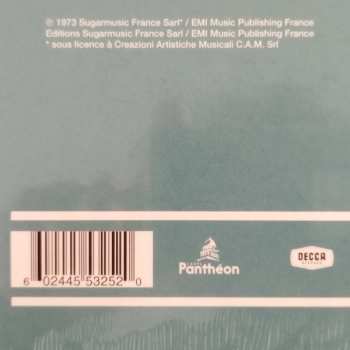 ℗ 1973 Sugarmusic France Sarl* / EMI Music Publishing France
Editions Sugarmusic France Sarl / EMI Music Publishing France
* sous licence à Creazioni Artistiche Musicali C.A.M. Srl
6 02445 53252 0
Panthéon
DECCA